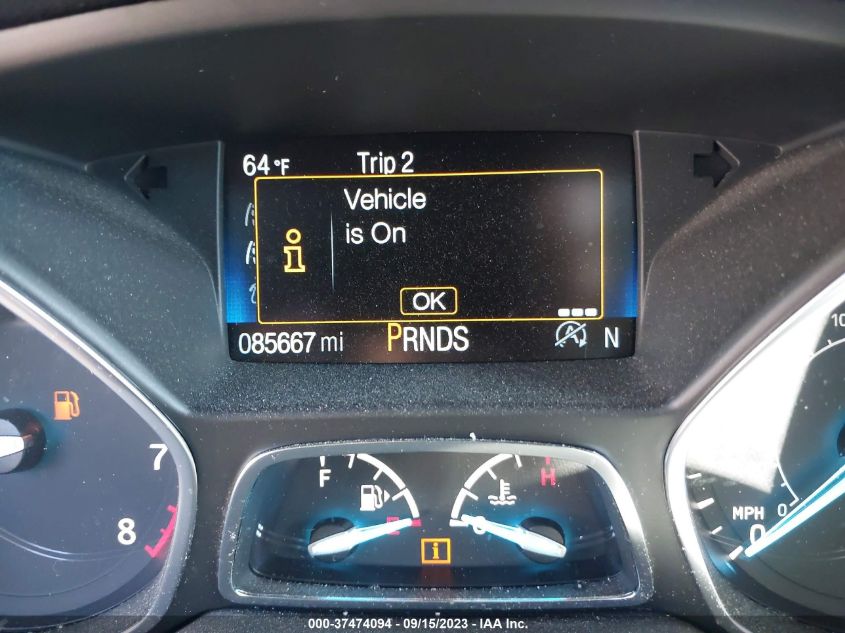 64°F Trip 2
Vehicle
is On
OK
085667 mi PRNDS N
7
8
F H
C
MPH 0
0
10
000-37474094 - 09/15/2023 - IAA Inc.